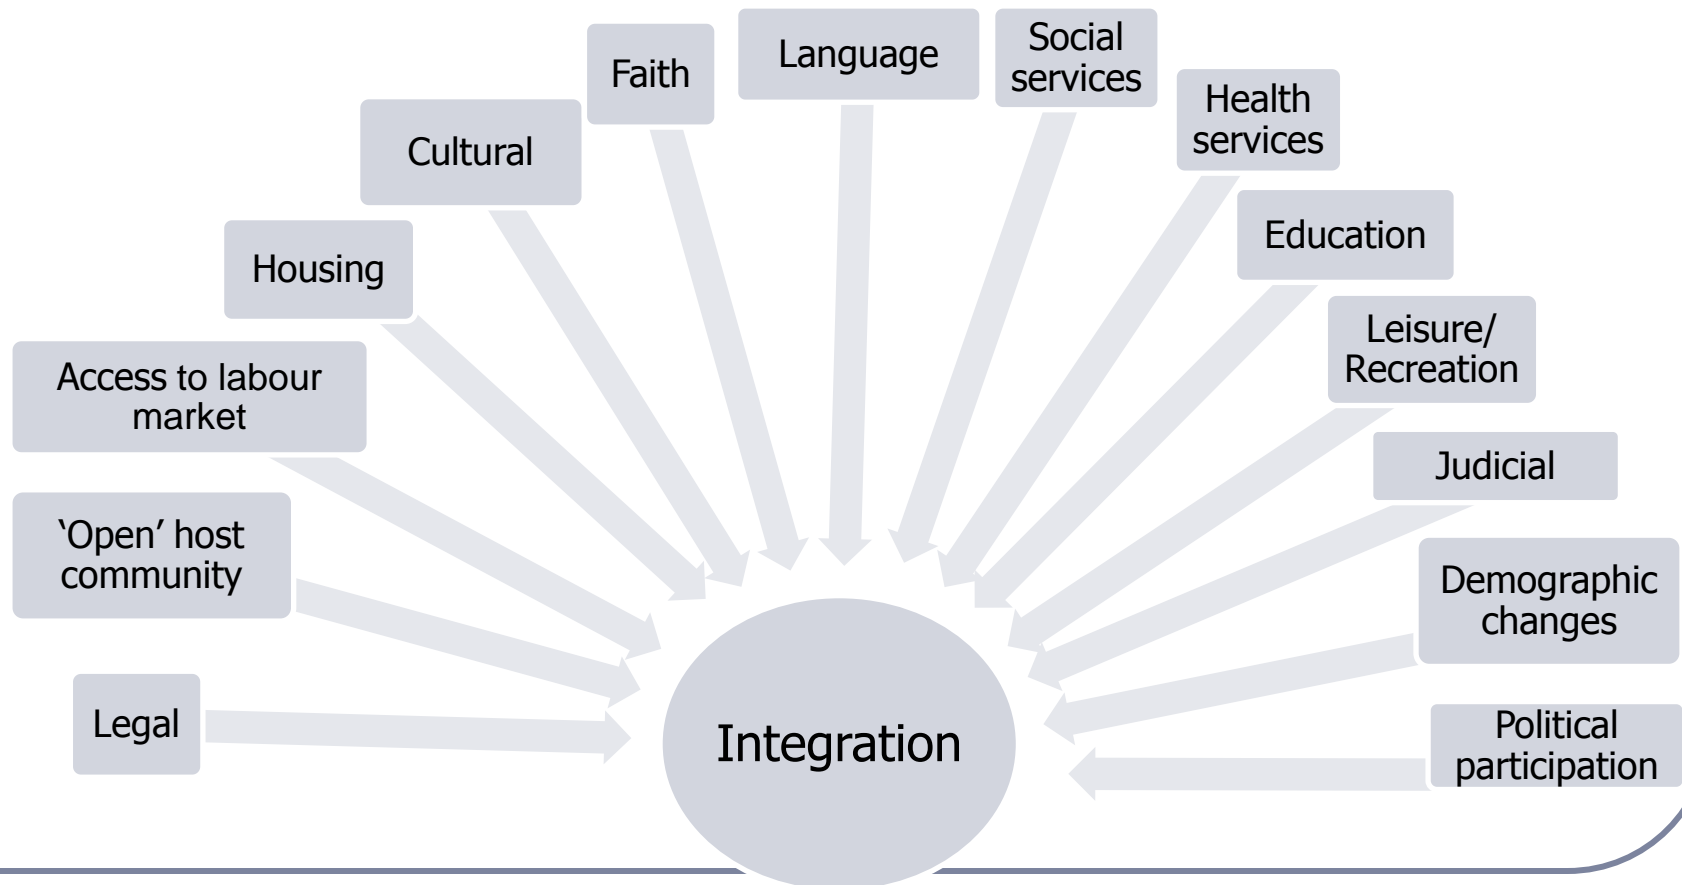 Language
Social
services
Faith
Health
services
Cultural
Education
Housing
Leisure/
Recreation
Access to labour
market
Judicial
‘Open’ host
community
Demographic
changes
Legal
Integration
Political
participation